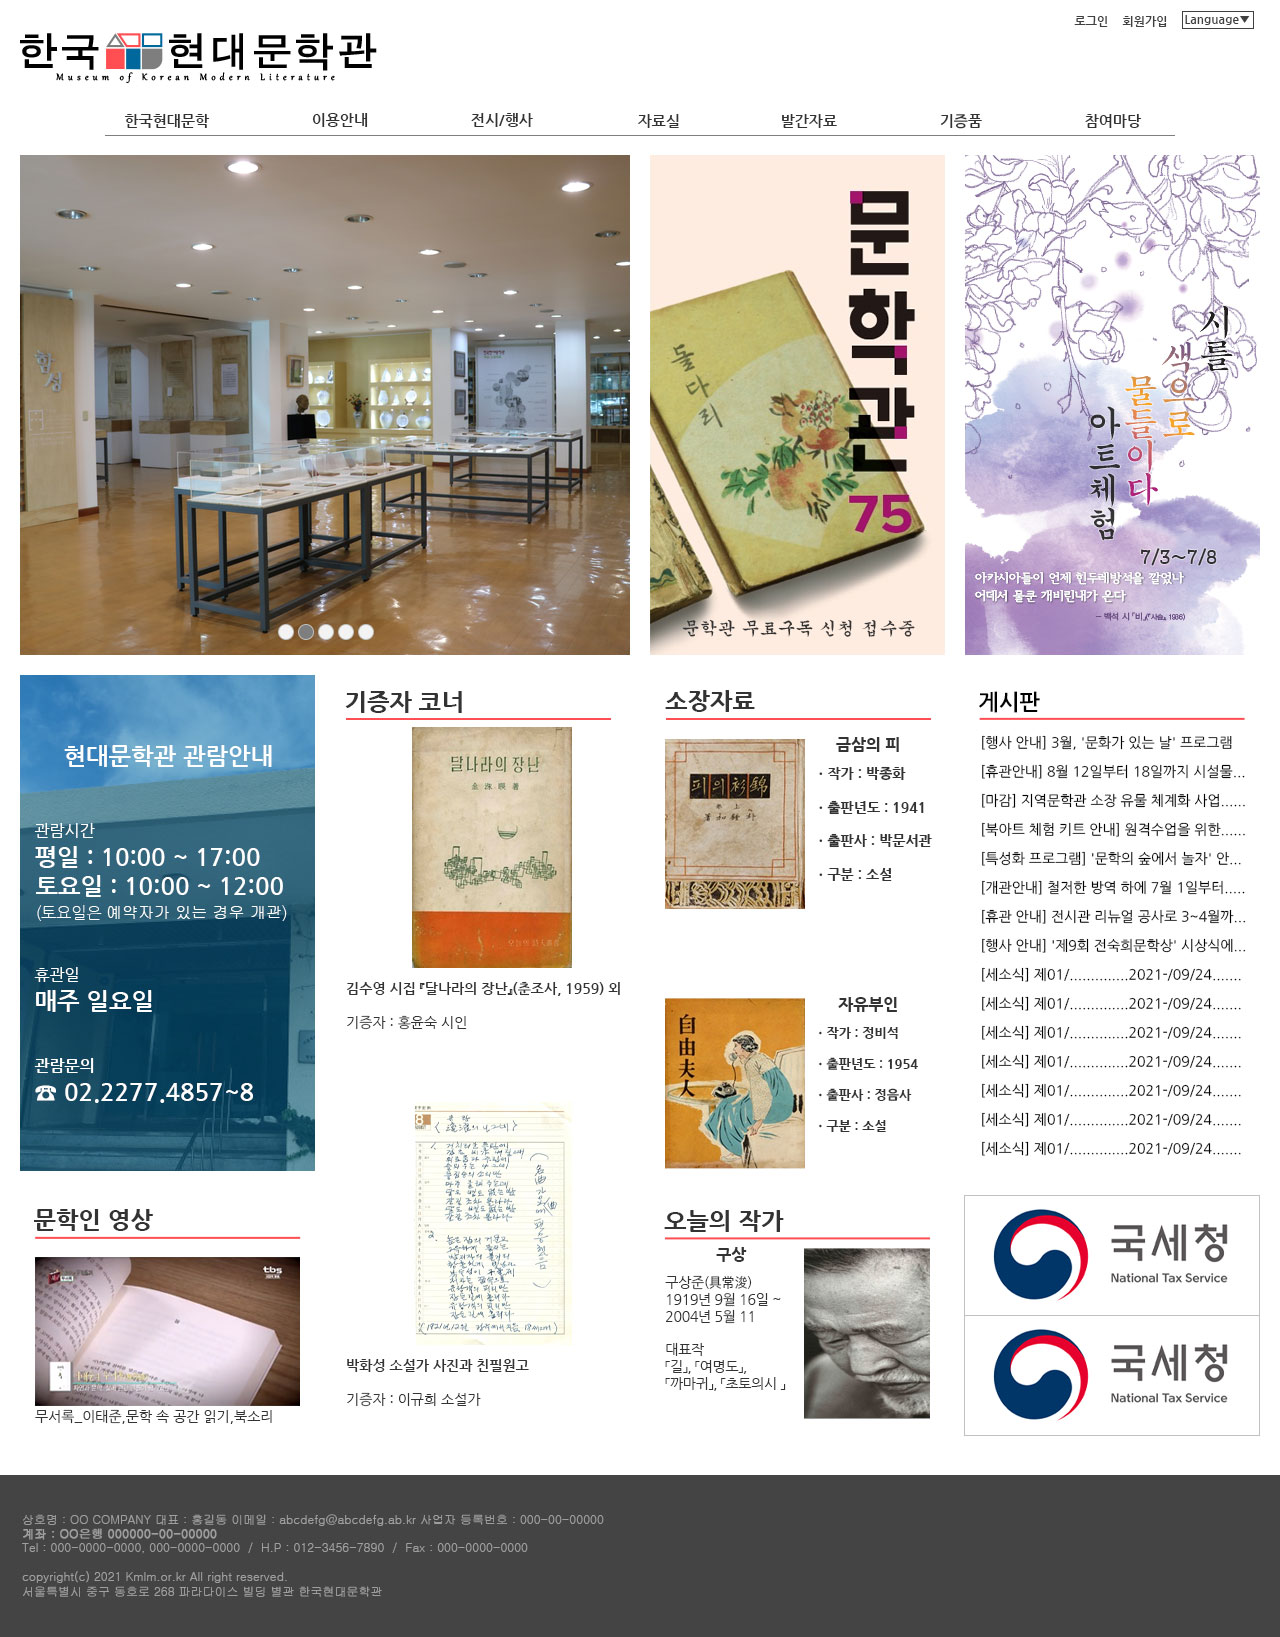 로그인 회원가입 Language▼
한국현대문학관
Museum of Korean Modern Literature
한국현대문학 이용안내 전시/행사 자료실 발간자료 기증품 참여마당
함성
문학관
75
돌다리
문학관 무료구독 신청 접수중
시를
색으로
물들이다
아트체험
7/3~7/8
아카시아들이 언제 흰두레방석을 깔었나
어데서 물쿤 개비린내가 온다
현대문학관 관람안내
관람시간
평일 : 10:00 ~ 17:00
토요일 : 10:00 ~ 12:00
(토요일은 예약자가 있는 경우 개관)
휴관일
매주 일요일
관람문의
☎ 02.2277.4857~8
문학인 영상
tbs
무서록_이태준,문학 속 공간 읽기,북소리
기증자 코너
달나라의 장난
김수영 시집 『달나라의 장난』(춘조사, 1959) 외
기증자 : 홍윤숙 시인
박화성 소설가 사진과 친필원고
기증자 : 이규희 소설가
소장자료
피의衫錦
금삼의 피
· 작가 : 박종화
· 출판년도 : 1941
· 출판사 : 박문서관
· 구분 : 소설
自由夫人
자유부인
· 작가 : 정비석
· 출판년도 : 1954
· 출판사 : 정음사
· 구분 : 소설
오늘의 작가
구상
구상준(具常浚)
1919년 9월 16일 ~
2004년 5월 11
대표작
『길』, 『여명도』,
『까마귀』, 『초토의시 』
게시판
[행사 안내] 3월, '문화가 있는 날' 프로그램
[휴관안내] 8월 12일부터 18일까지 시설물...
[마감] 지역문학관 소장 유물 체계화 사업......
[북아트 체험 키트 안내] 원격수업을 위한......
[특성화 프로그램] '문학의 숲에서 놀자' 안...
[개관안내] 철저한 방역 하에 7월 1일부터.....
[휴관 안내] 전시관 리뉴얼 공사로 3~4월까...
[행사 안내] '제9회 전숙희문학상' 시상식에...
[세소식] 제01/..............2021-/09/24.......
[세소식] 제01/..............2021-/09/24.......
[세소식] 제01/..............2021-/09/24.......
[세소식] 제01/..............2021-/09/24.......
[세소식] 제01/..............2021-/09/24.......
[세소식] 제01/..............2021-/09/24.......
[세소식] 제01/..............2021-/09/24.......
국세청
National Tax Service
국세청
National Tax Service
상호명 : OO COMPANY 대표 : 홍길동 이메일 : abcdefg@abcdefg.ab.kr 사업자 등록번호 : 000-00-00000
계좌 : OO은행 000000-00-00000
Tel : 000-0000-0000, 000-0000-0000 / H.P : 012-3456-7890 / Fax : 000-0000-0000
copyright(c) 2021 Kmlm.or.kr All right reserved.
서울특별시 중구 동호로 268 파라다이스 빌딩 별관 한국현대문학관